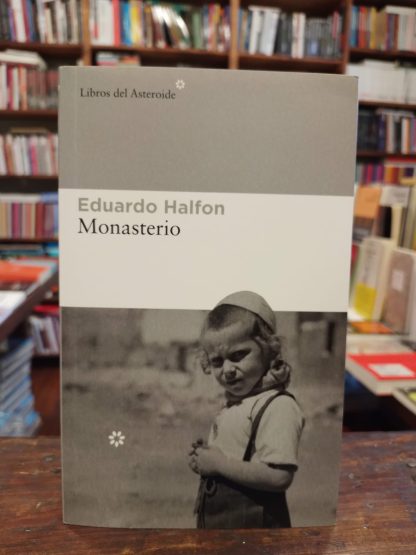 Libros del Asteroide
Eduardo Halfon
Monasterio